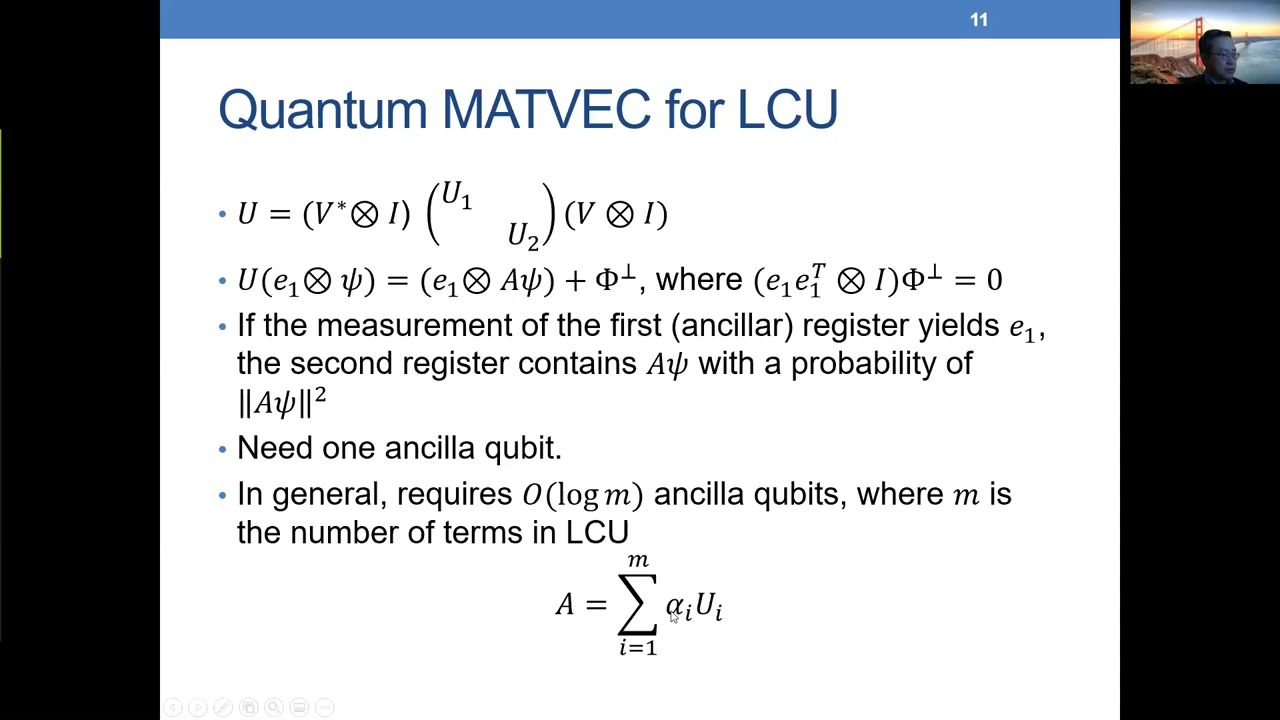 11
Quantum MATVEC for LCU
• U = (V*⊗ I) (U₁ U₂) (V ⊗ I)
• U(e₁⊗ ψ) = (e₁⊗ Aψ) + Φ^⊥, where (e₁e₁ᵀ ⊗ I)Φ^⊥ = 0
• If the measurement of the first (ancillar) register yields e₁,
the second register contains Aψ with a probability of
‖Aψ‖²
• Need one ancilla qubit.
• In general, requires O(log m) ancilla qubits, where m is
the number of terms in LCU
A = ∑_{i=1}^{m} αᵢUᵢ